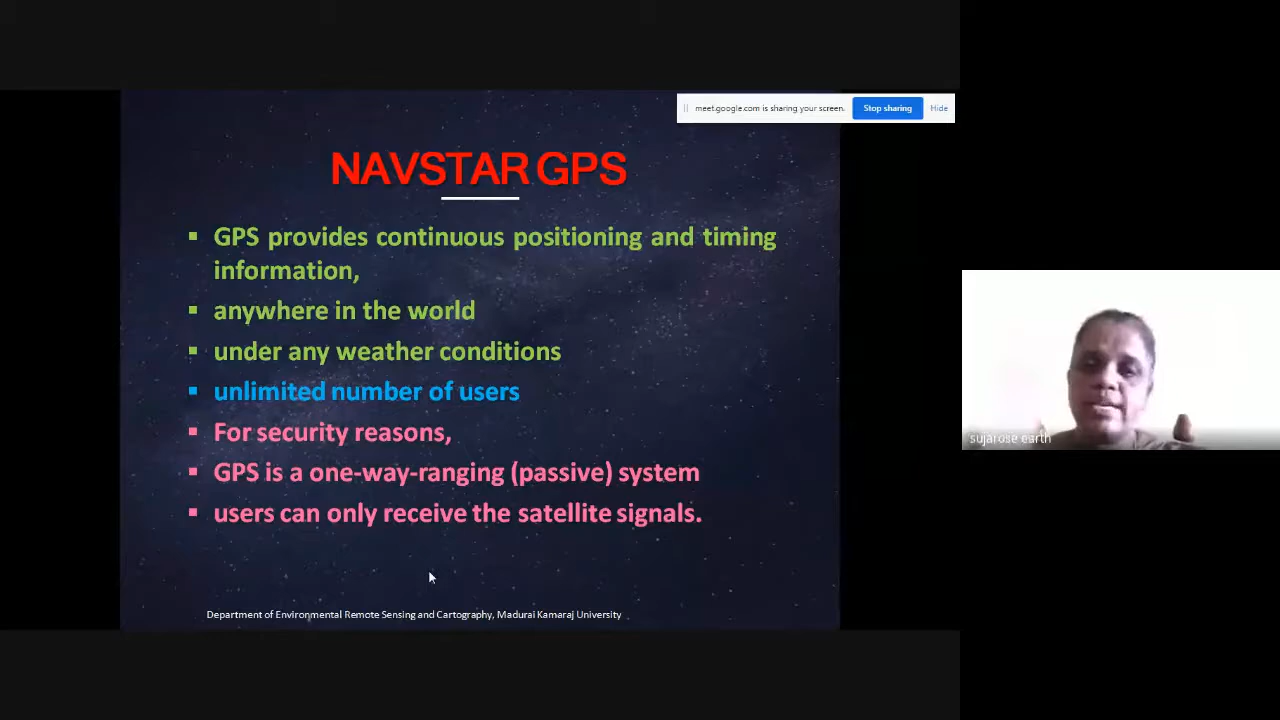 meet.google.com is sharing your screen.
Stop sharing
Hide
NAVSTAR GPS
GPS provides continuous positioning and timing
information,
anywhere in the world
under any weather conditions
unlimited number of users
For security reasons,
GPS is a one-way-ranging (passive) system
users can only receive the satellite signals.
sujarose earth
Department of Environmental Remote Sensing and Cartography, Madurai Kamaraj University